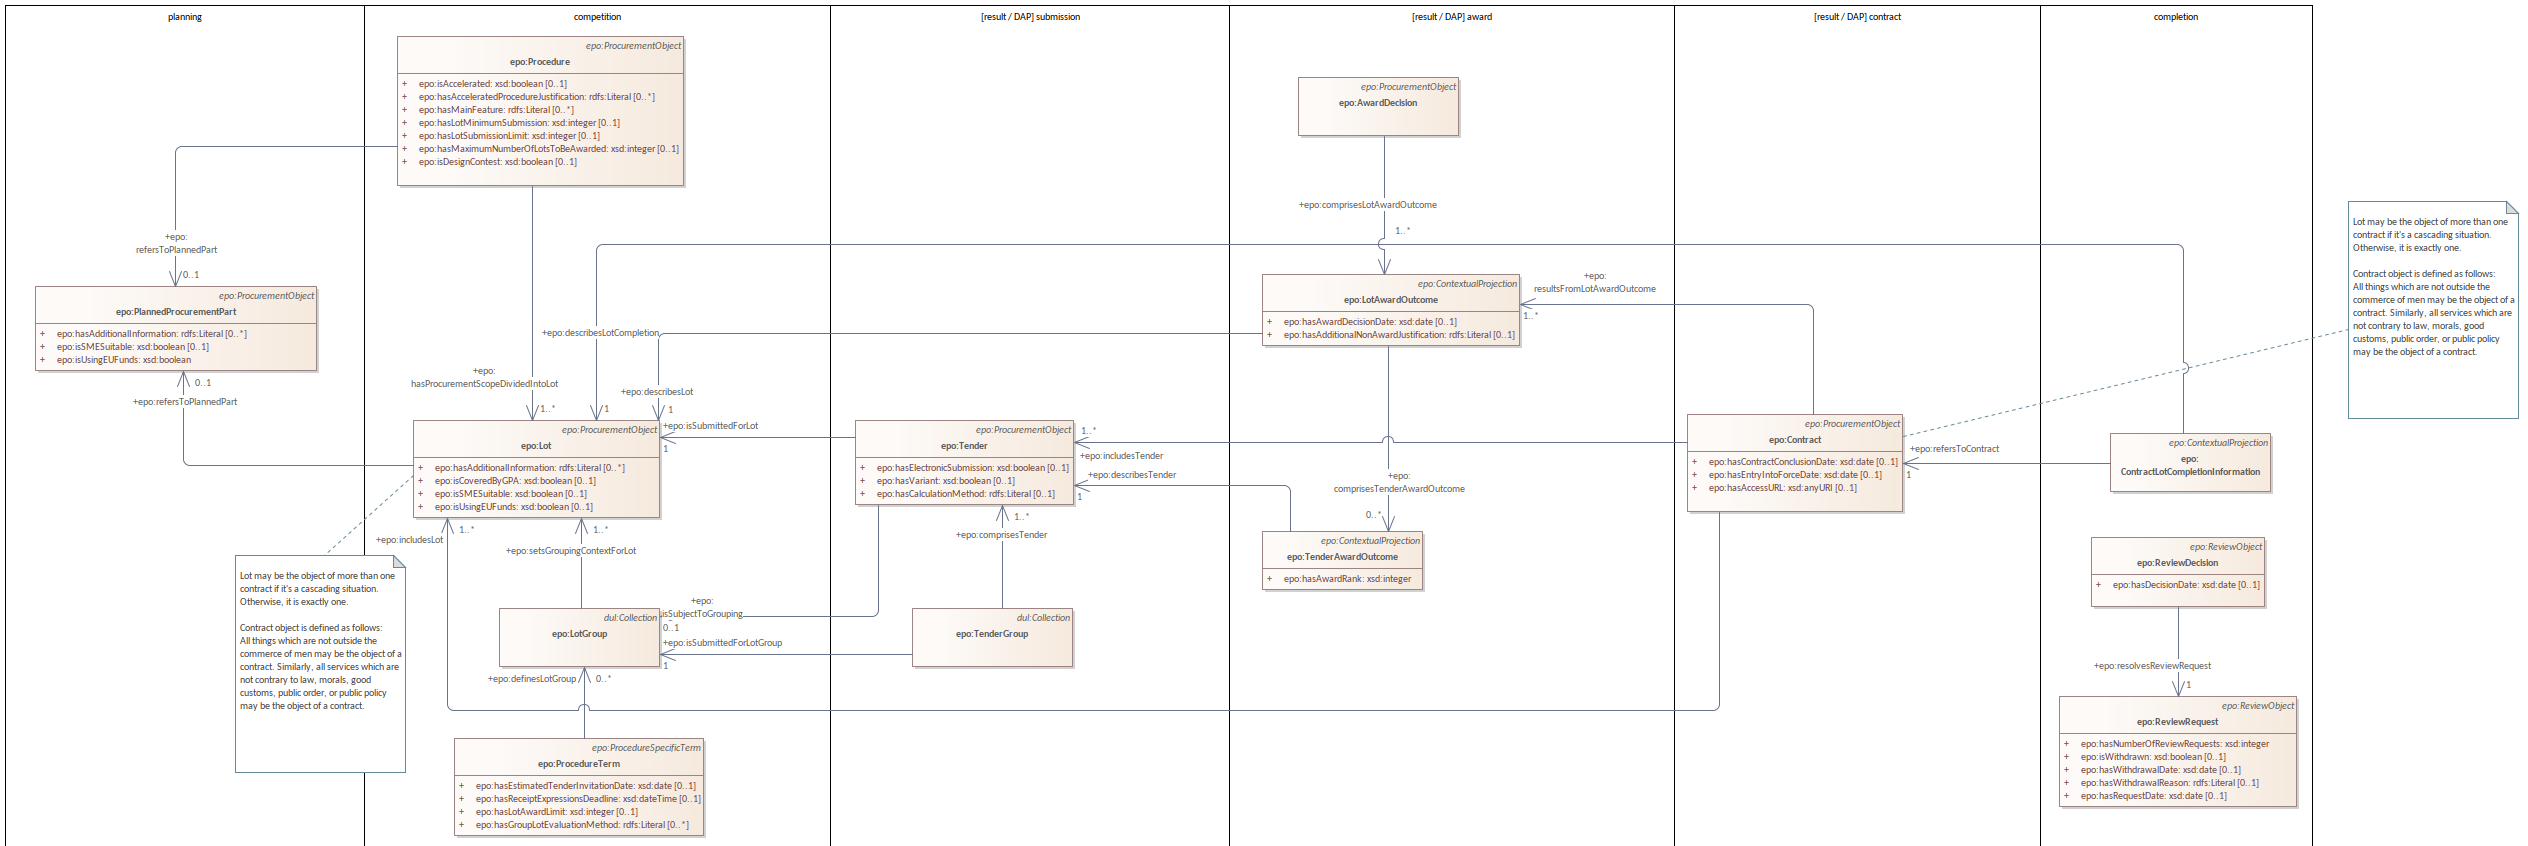 planning
competition
[result / DAP] submission
[result / DAP] award
[result / DAP] contract
completion
epo:ProcurementObject
epo:Procedure
+ epo:isAccelerated: xsd:boolean [0..1]
+ epo:hasAcceleratedProcedureJustification: rdfs:Literal [0..*]
+ epo:hasMainFeature: rdfs:Literal [0..*]
+ epo:hasLotMinimumSubmission: xsd:integer [0..1]
+ epo:hasLotSubmissionLimit: xsd:integer [0..1]
+ epo:hasMaximumNumberOfLotsToBeAwarded: xsd:integer [0..1]
+ epo:isDesignContest: xsd:boolean [0..1]
epo:ProcurementObject
epo:AwardDecision
+epo:comprisesLotAwardOutcome
1..*
+epo:
refersToPlannedPart
0..1
epo:ProcurementObject
epo:PlannedProcurementPart
+ epo:hasAdditionalInformation: rdfs:Literal [0..*]
+ epo:isSMESuitable: xsd:boolean [0..1]
+ epo:isUsingEUFunds: xsd:boolean
0..1
+epo:refersToPlannedPart
epo:ContextualProjection
epo:LotAwardOutcome
+ epo:hasAwardDecisionDate: xsd:date [0..1]
+ epo:hasAdditionalNonAwardJustification: rdfs:Literal [0..1]
+epo:
resultsFromLotAwardOutcome
1..*
Lot may be the object of more than one
contract if it's a cascading situation.
Otherwise, it is exactly one.
Contract object is defined as follows:
All things which are not outside the
commerce of men may be the object of a
contract. Similarly, all services which are
not contrary to law, morals, good
customs, public order, or public policy
may be the object of a contract.
+epo:describesLotCompletion
1
+epo:
hasProcurementScopeDividedIntoLot
1..*
+epo:describesLot
1
epo:ProcurementObject
epo:Lot
+ epo:hasAdditionalInformation: rdfs:Literal [0..*]
+ epo:isCoveredByGPA: xsd:boolean [0..1]
+ epo:isSMESuitable: xsd:boolean [0..1]
+ epo:isUsingEUFunds: xsd:boolean [0..1]
+epo:isSubmittedForLot
1
epo:ProcurementObject
epo:Tender
+ epo:hasElectronicSubmission: xsd:boolean [0..1]
+ epo:hasVariant: xsd:boolean [0..1]
+ epo:hasCalculationMethod: rdfs:Literal [0..1]
1..*
+epo:includesTender
+epo:describesTender
1
epo:ProcurementObject
epo:Contract
+ epo:hasContractConclusionDate: xsd:date [0..1]
+ epo:hasEntryIntoForceDate: xsd:date [0..1]
+ epo:hasAccessURL: xsd:anyURI [0..1]
+epo:refersToContract
1
epo:ContextualProjection
epo:
ContractLotCompletionInformation
+epo:
comprisesTenderAwardOutcome
0..*
epo:ContextualProjection
epo:TenderAwardOutcome
+ epo:hasAwardRank: xsd:integer
+epo:includesLot
1..*
+epo:setsGroupingContextForLot
1..*
+epo:comprisesTender
1..*
epo:ReviewObject
epo:ReviewDecision
+ epo:hasDecisionDate: xsd:date [0..1]
Lot may be the object of more than one
contract if it's a cascading situation.
Otherwise, it is exactly one.
Contract object is defined as follows:
All things which are not outside the
commerce of men may be the object of a
contract. Similarly, all services which are
not contrary to law, morals, good
customs, public order, or public policy
may be the object of a contract.
dul:Collection
epo:LotGroup
+epo:
isSubjectToGrouping
0..1
+epo:isSubmittedForLotGroup
1
dul:Collection
epo:TenderGroup
+epo:definesLotGroup
0..*
+epo:resolvesReviewRequest
1
epo:ReviewObject
epo:ReviewRequest
+ epo:hasNumberOfReviewRequests: xsd:integer
+ epo:isWithdrawn: xsd:boolean [0..1]
+ epo:hasWithdrawalDate: xsd:date [0..1]
+ epo:hasWithdrawalReason: rdfs:Literal [0..1]
+ epo:hasRequestDate: xsd:date [0..1]
epo:ProcedureSpecificTerm
epo:ProcedureTerm
+ epo:hasEstimatedTenderInvitationDate: xsd:date [0..1]
+ epo:hasReceiptExpressionsDeadline: xsd:dateTime [0..1]
+ epo:hasLotAwardLimit: xsd:integer [0..1]
+ epo:hasGroupLotEvaluationMethod: rdfs:Literal [0..*]